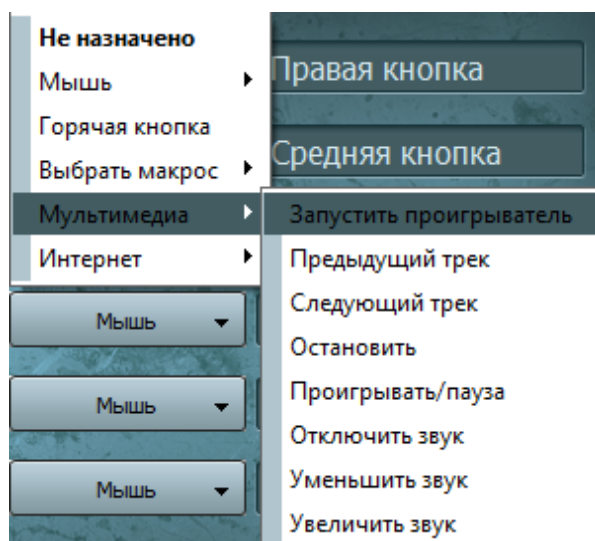 Не назначено
Мышь
Горячая кнопка
Выбрать макрос
Мультимедиа
Интернет
Правая кнопка
Средняя кнопка
Запустить проигрыватель
Предыдущий трек
Следующий трек
Остановить
Проигрывать/пауза
Отключить звук
Уменьшить звук
Увеличить звук
Мышь
Мышь
Мышь